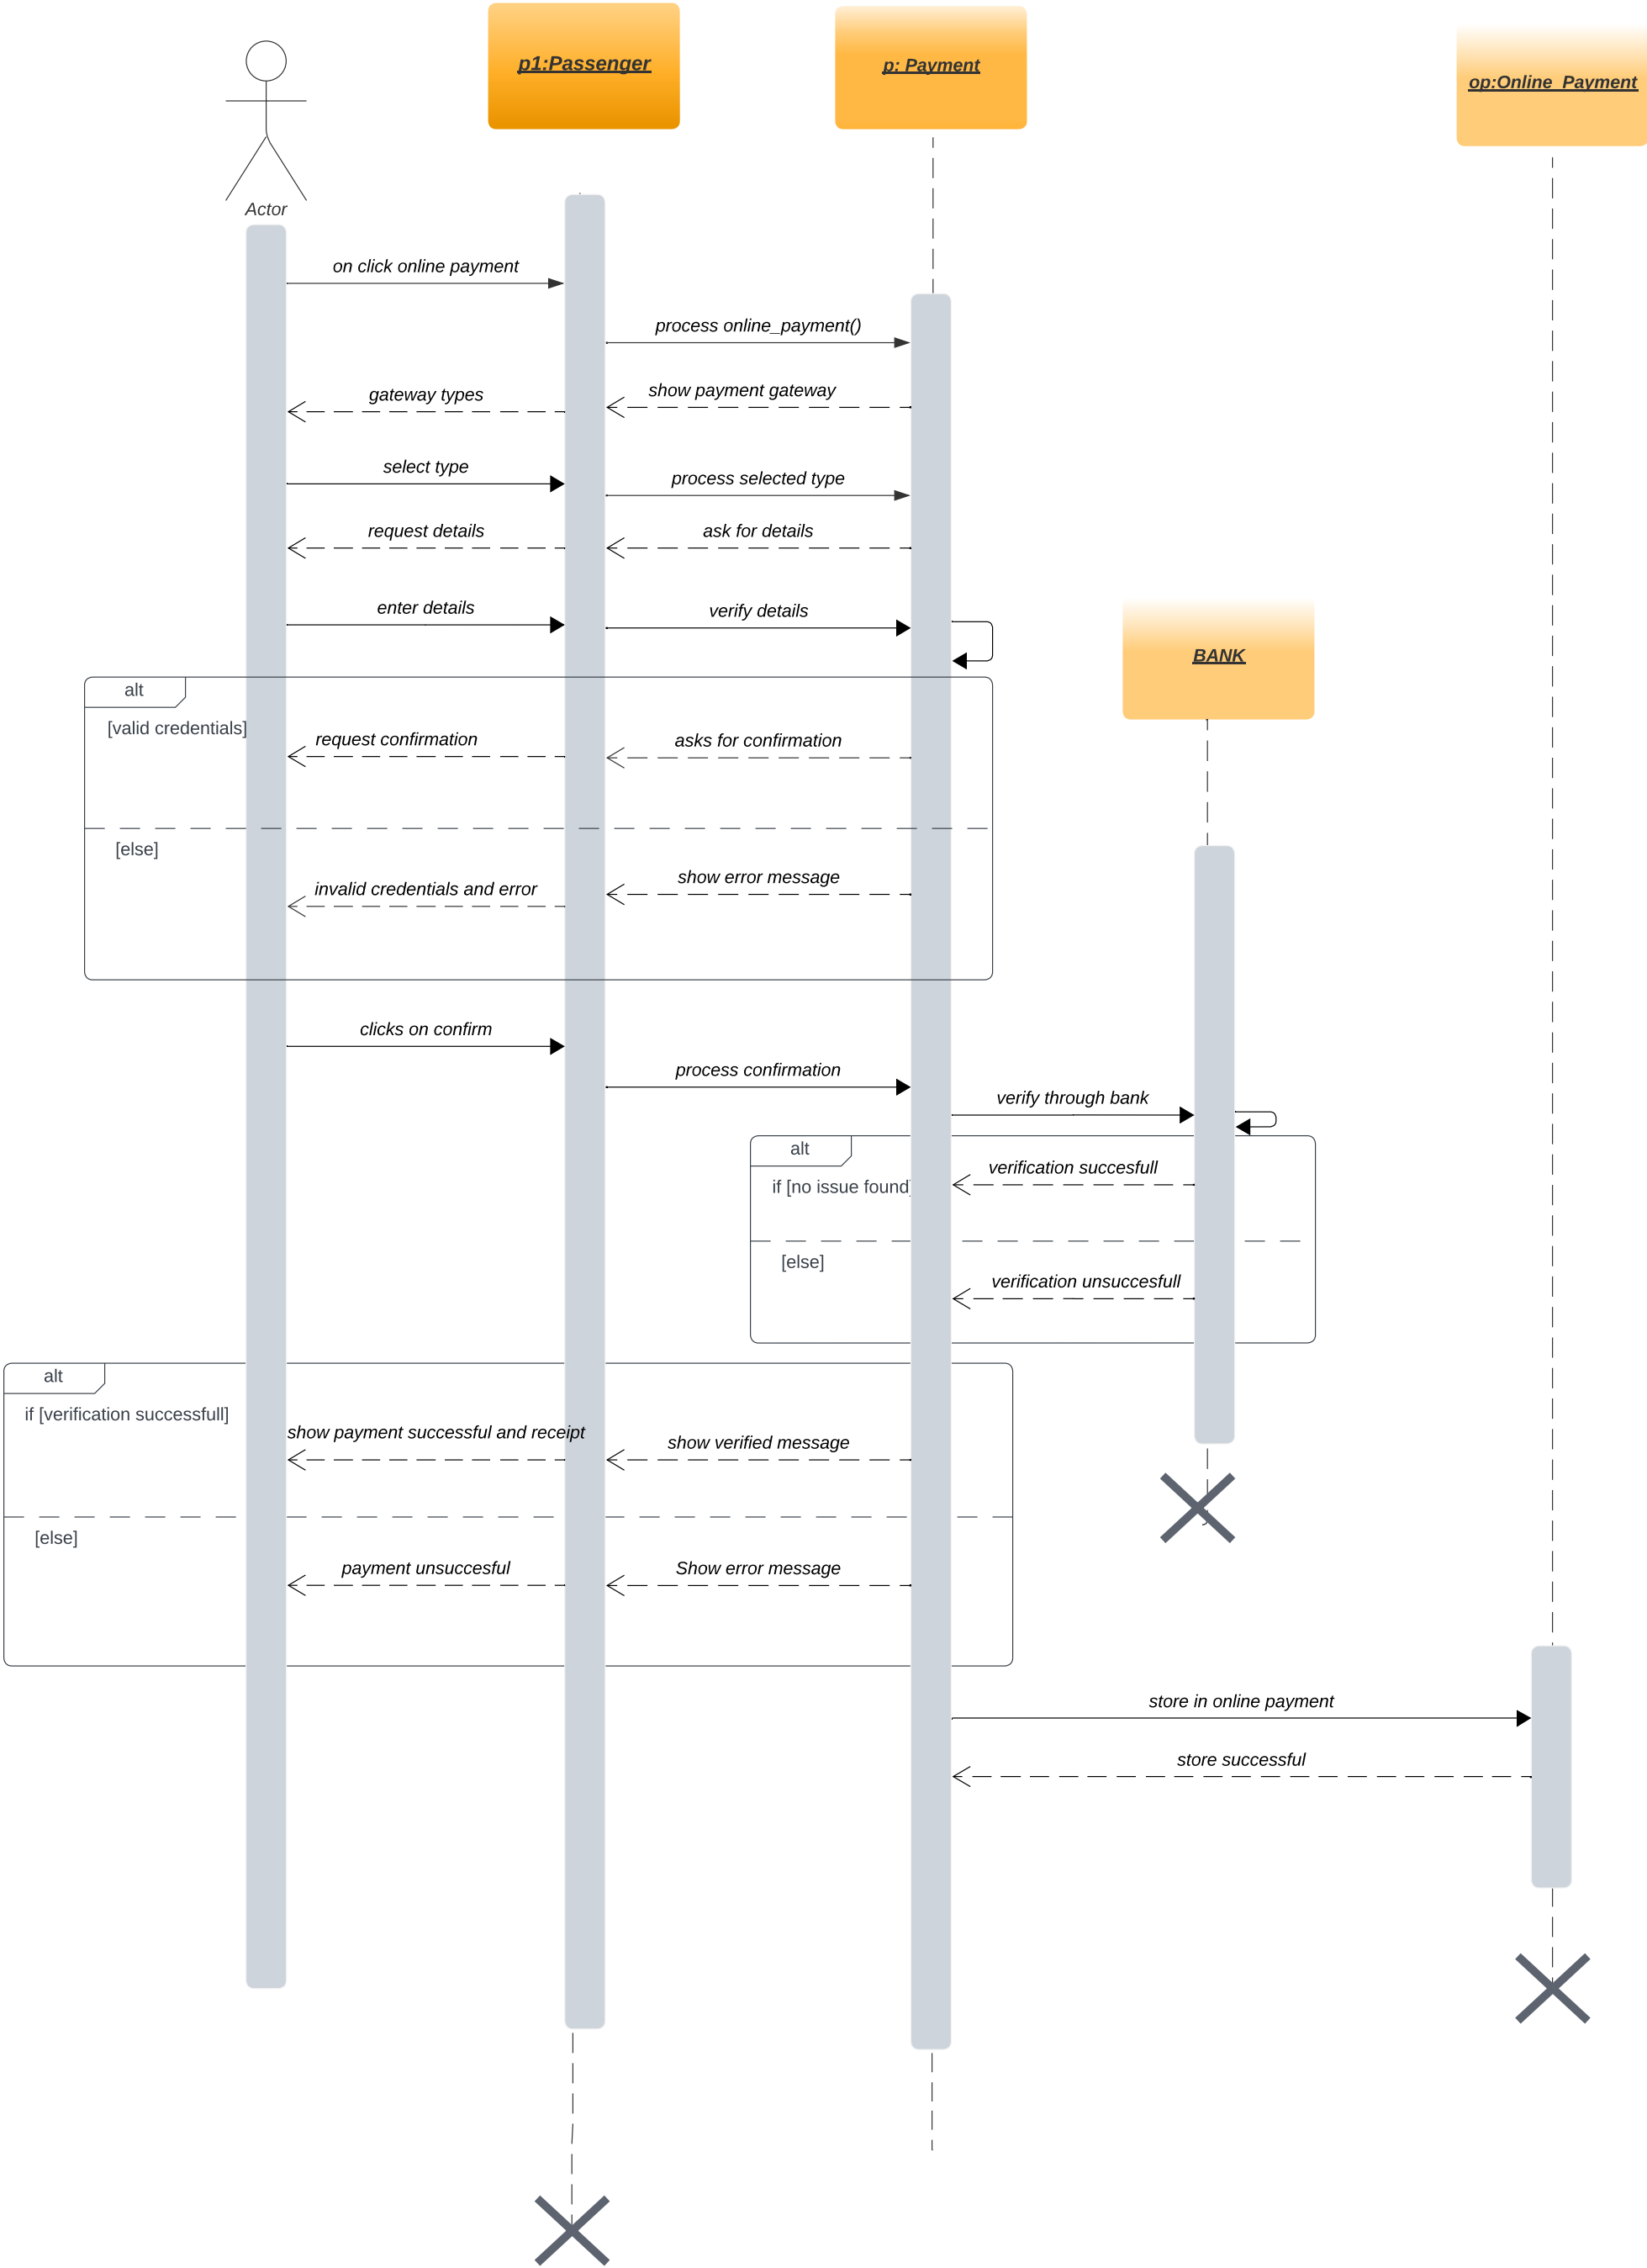 p1:Passenger
p: Payment
op:Online_Payment
Actor
on click online payment
process online_payment()
show payment gateway
gateway types
select type
process selected type
request details
ask for details
enter details
verify details
BANK
alt
[valid credentials]
request confirmation
asks for confirmation
[else]
show error message
invalid credentials and error
clicks on confirm
process confirmation
verify through bank
alt
verification succesfull
if [no issue found]
[else]
verification unsuccesfull
alt
if [verification successfull]
show payment successful and receipt
show verified message
[else]
payment unsuccesful
Show error message
store in online payment
store successful